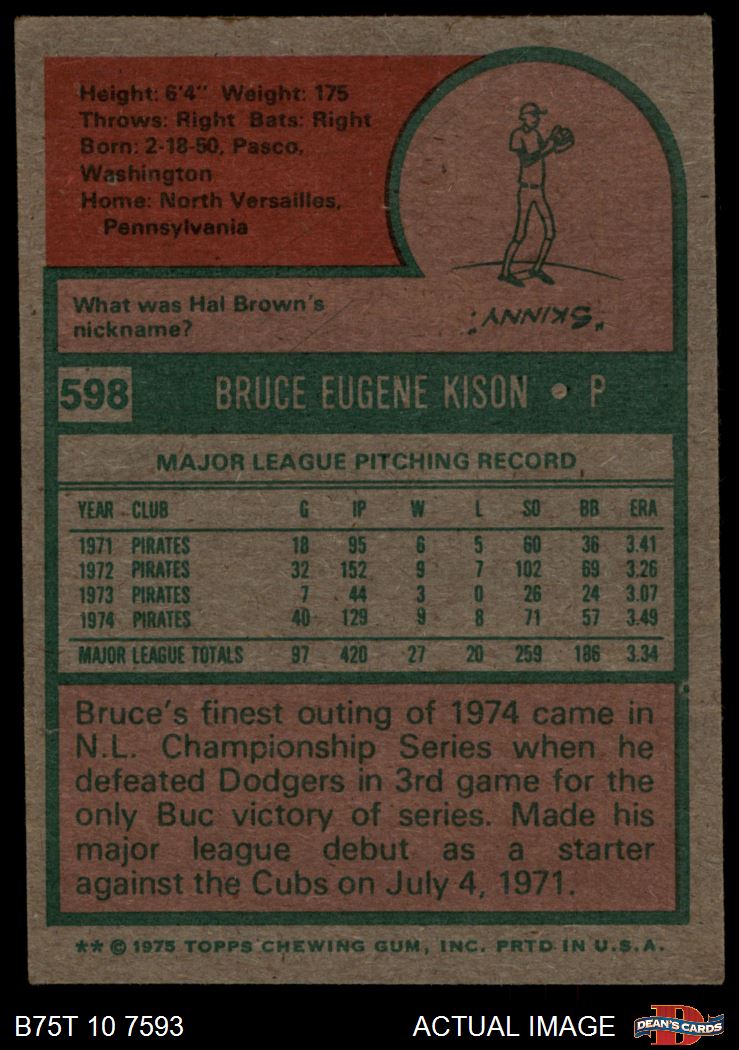 Height: 6'4" Weight: 175
Throws: Right Bats: Right
Born: 2-18-50, Pasco,
Washington
Home: North Versailles,
Pennsylvania
What was Hal Brown's
nickname?
"SKINNY."
598 BRUCE EUGENE KISON • P
MAJOR LEAGUE PITCHING RECORD
YEAR CLUB G IP W L SO BB ERA
1971 PIRATES 18 95 6 5 60 36 3.41
1972 PIRATES 32 152 9 7 102 69 3.26
1973 PIRATES 7 44 3 0 26 24 3.07
1974 PIRATES 40 129 9 8 71 57 3.49
MAJOR LEAGUE TOTALS 97 420 27 20 259 186 3.34
Bruce's finest outing of 1974 came in
N.L. Championship Series when he
defeated Dodgers in 3rd game for the
only Buc victory of series. Made his
major league debut as a starter
against the Cubs on July 4, 1971.
** © 1975 TOPPS CHEWING GUM, INC. PRTD IN U.S.A.
B75T 10 7593 ACTUAL IMAGE D DEAN'S CARDS